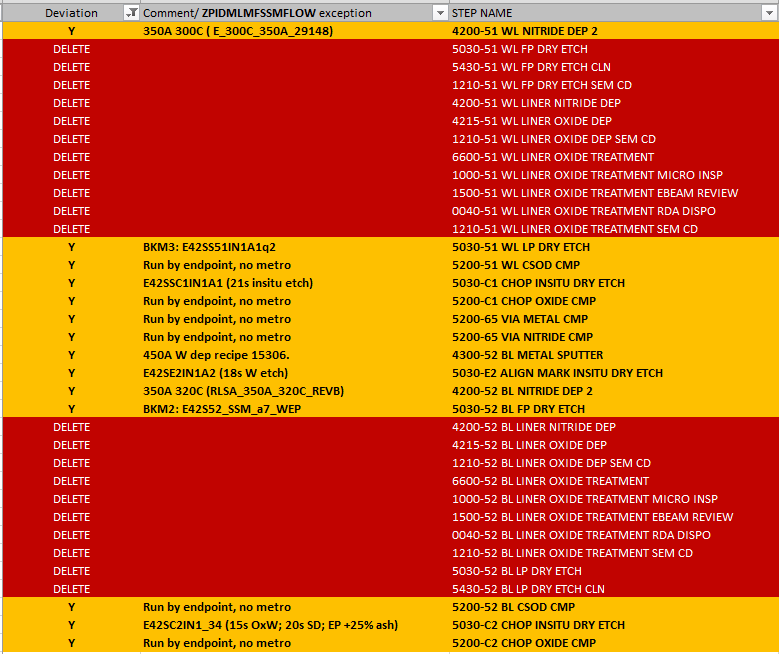 Deviation Comment/ ZPIDMLMFSSMFLOW exception STEP NAME
Y 350A 300C ( E_300C_350A_29148) 4200-51 WL NITRIDE DEP 2
DELETE 5030-51 WL FP DRY ETCH
DELETE 5430-51 WL FP DRY ETCH CLN
DELETE 1210-51 WL FP DRY ETCH SEM CD
DELETE 4200-51 WL LINER NITRIDE DEP
DELETE 4215-51 WL LINER OXIDE DEP
DELETE 1210-51 WL LINER OXIDE DEP SEM CD
DELETE 6600-51 WL LINER OXIDE TREATMENT
DELETE 1000-51 WL LINER OXIDE TREATMENT MICRO INSP
DELETE 1500-51 WL LINER OXIDE TREATMENT EBEAM REVIEW
DELETE 0040-51 WL LINER OXIDE TREATMENT RDA DISPO
DELETE 1210-51 WL LINER OXIDE TREATMENT SEM CD
Y BKM3: E42SS51IN1A1q2 5030-51 WL LP DRY ETCH
Y Run by endpoint, no metro 5200-51 WL CSOD CMP
Y E42SSC1IN1A1 (21s insitu etch) 5030-C1 CHOP INSITU DRY ETCH
Y Run by endpoint, no metro 5200-C1 CHOP OXIDE CMP
Y Run by endpoint, no metro 5200-65 VIA METAL CMP
Y Run by endpoint, no metro 5200-65 VIA NITRIDE CMP
Y 450A W dep recipe 15306. 4300-52 BL METAL SPUTTER
Y E42SE2IN1A2 (18s W etch) 5030-E2 ALIGN MARK INSITU DRY ETCH
Y 350A 320C (RLSA_350A_320C_REVB) 4200-52 BL NITRIDE DEP 2
Y BKM2: E42S52_SSM_a7_WEP 5030-52 BL FP DRY ETCH
DELETE 4200-52 BL LINER NITRIDE DEP
DELETE 4215-52 BL LINER OXIDE DEP
DELETE 1210-52 BL LINER OXIDE DEP SEM CD
DELETE 6600-52 BL LINER OXIDE TREATMENT
DELETE 1000-52 BL LINER OXIDE TREATMENT MICRO INSP
DELETE 1500-52 BL LINER OXIDE TREATMENT EBEAM REVIEW
DELETE 0040-52 BL LINER OXIDE TREATMENT RDA DISPO
DELETE 1210-52 BL LINER OXIDE TREATMENT SEM CD
DELETE 5030-52 BL LP DRY ETCH
DELETE 5430-52 BL LP DRY ETCH CLN
Y Run by endpoint, no metro 5200-52 BL CSOD CMP
Y E42SC2IN1_34 (15s OxW; 20s SD; EP +25% ash) 5030-C2 CHOP INSITU DRY ETCH
Y Run by endpoint, no metro 5200-C2 CHOP OXIDE CMP